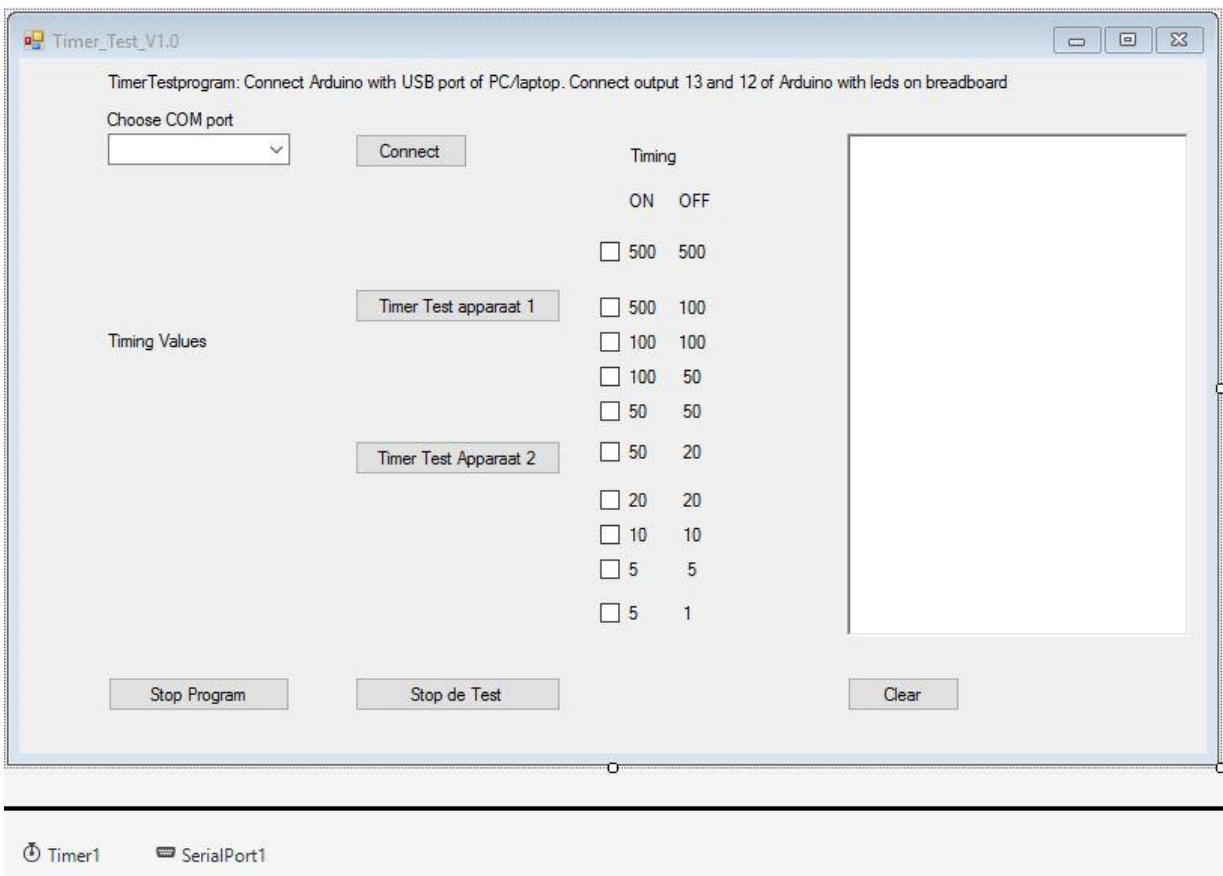 Timer_Test_V1.0
TimerTestprogram: Connect Arduino with USB port of PC/laptop. Connect output 13 and 12 of Arduino with leds on breadboard
Choose COM port
Connect
Timing
ON OFF
500 500
Timer Test apparaat 1
500 100
Timing Values
100 100
100 50
50 50
Timer Test Apparaat 2
50 20
20 20
10 10
5 5
5 1
Stop Program
Stop de Test
Clear
Timer1
SerialPort1